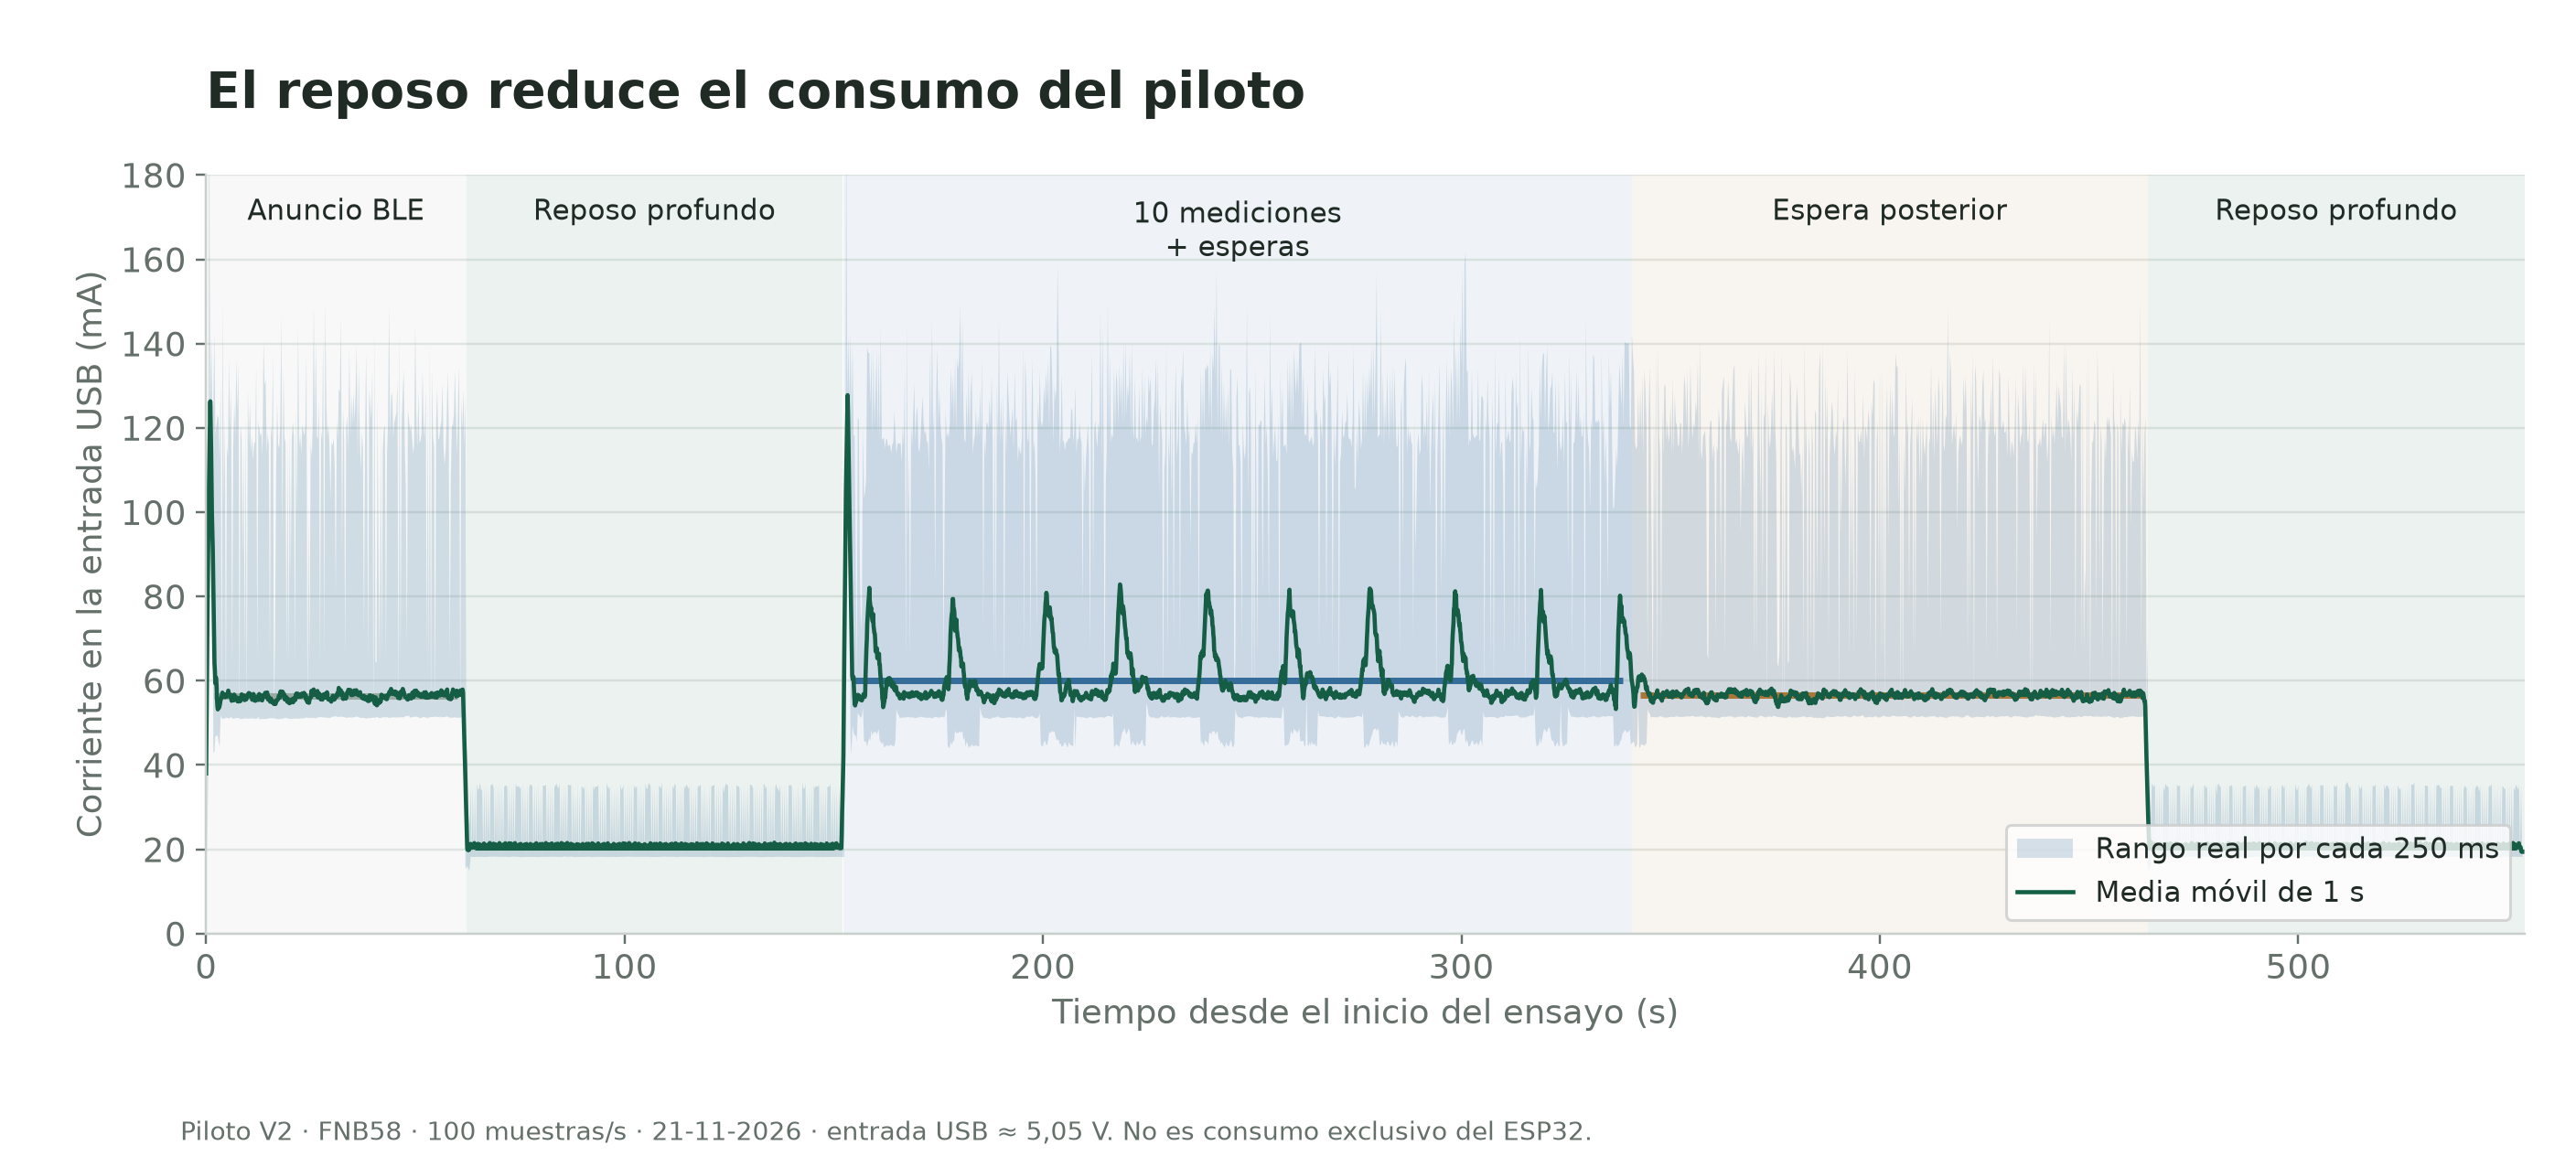 El reposo reduce el consumo del piloto
Corriente en la entrada USB (mA)
180
160
140
120
100
80
60
40
20
0
Anuncio BLE
Reposo profundo
10 mediciones
+ esperas
Espera posterior
Reposo profundo
Rango real por cada 250 ms
Media móvil de 1 s
0 100 200 300 400 500
Tiempo desde el inicio del ensayo (s)
Piloto V2 · FNB58 · 100 muestras/s · 21-11-2026 · entrada USB ≈ 5,05 V. No es consumo exclusivo del ESP32.